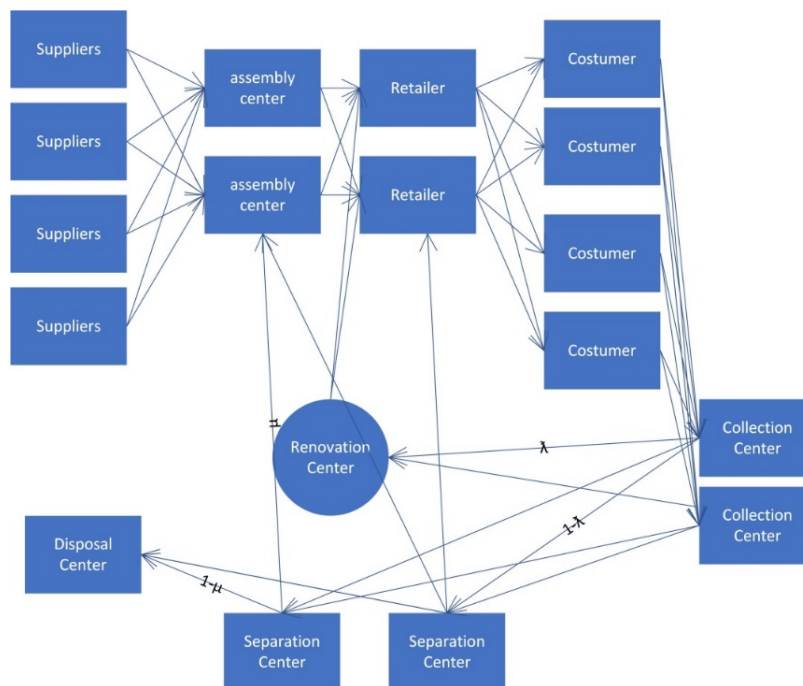 Suppliers
assembly
center
Retailer
Costumer
Suppliers
Costumer
Suppliers
assembly
center
Retailer
Costumer
Suppliers
Costumer
μ
Renovation
Center
λ
Collection
Center
Collection
Center
1-λ
Disposal
Center
1-μ
Separation
Center
Separation
Center